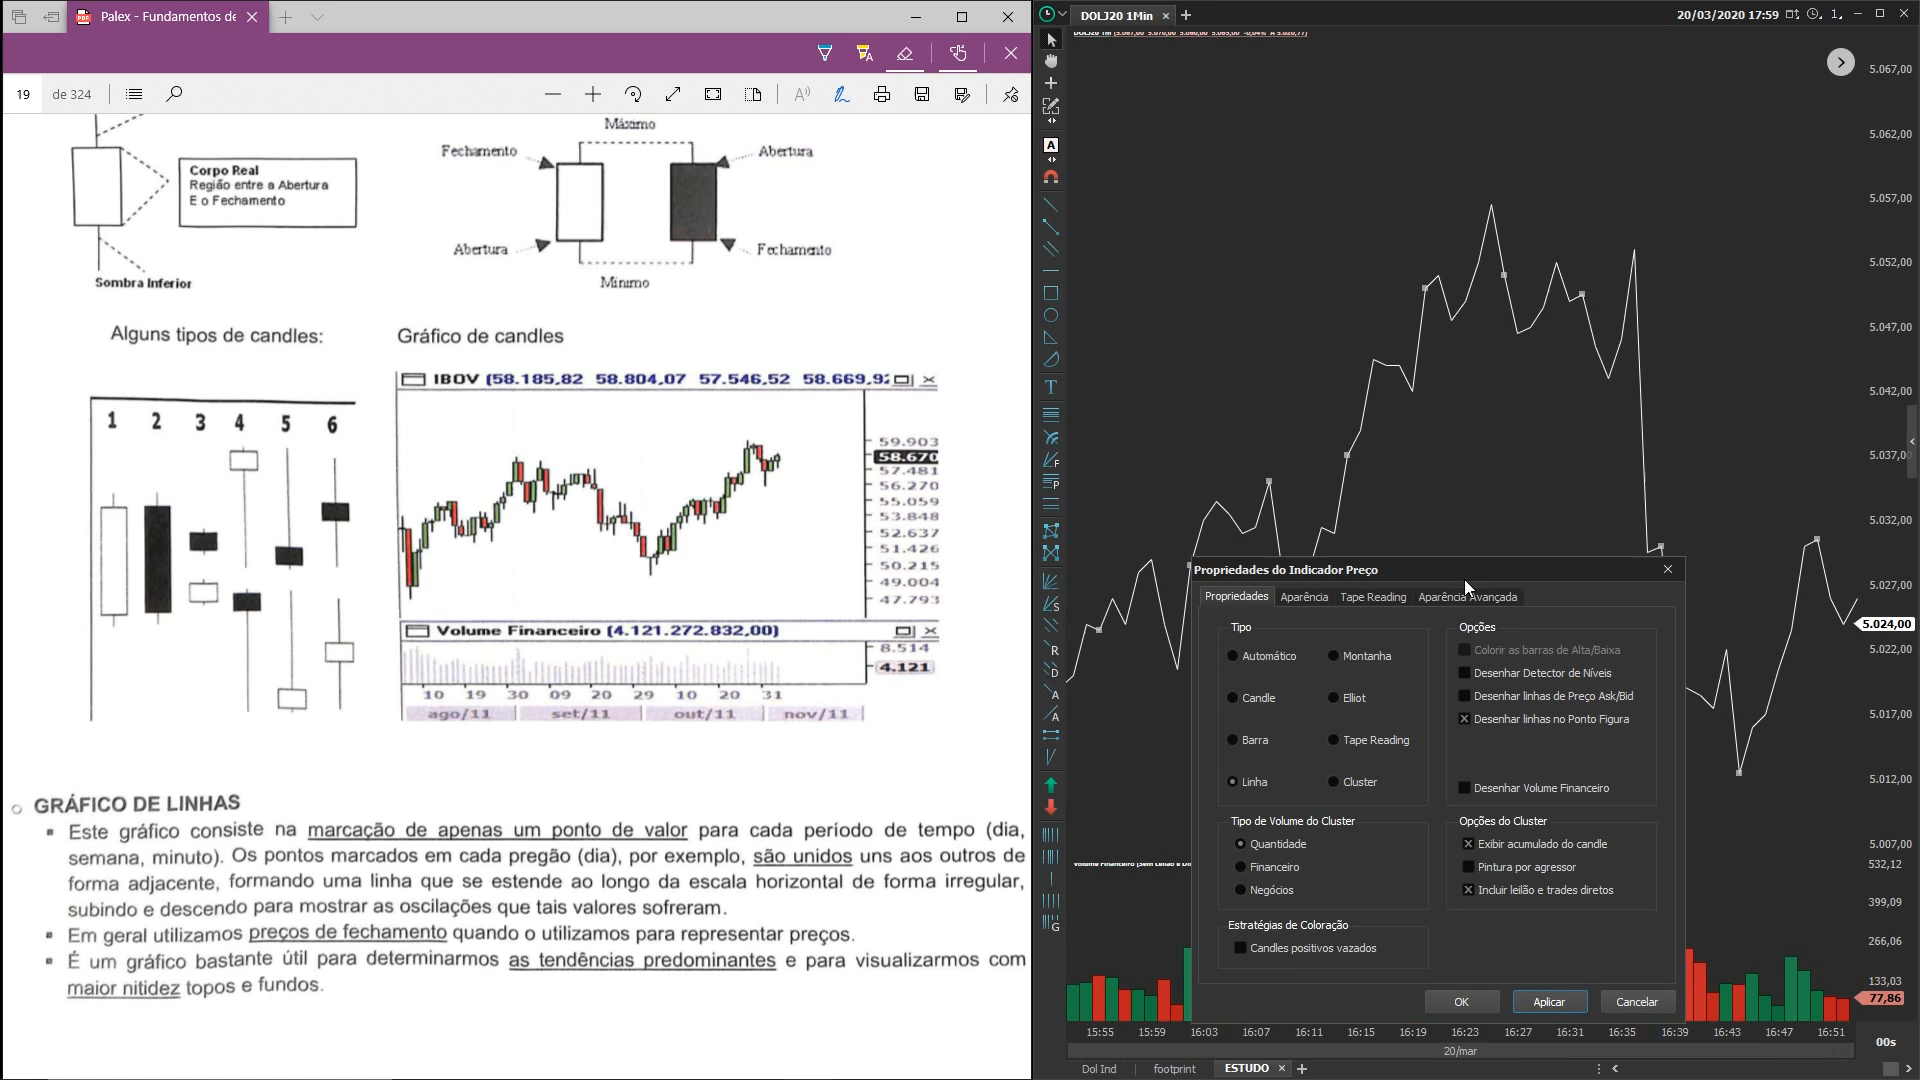 Palex - Fundamentos de
19 de 324
Máximo
Fechamento
Abertura
Corpo Real
Região entre a Abertura
E o Fechamento
Abertura
Fechamento
Mínimo
Sombra Inferior
Alguns tipos de candles:
Gráfico de candles
1 2 3 4 5 6
IBOV (58.185,82 58.804,07 57.546,52 58.669,92
59.903
58.670
57.481
56.270
55.059
53.848
52.637
51.426
50.215
49.004
47.793
Volume Financeiro (4.121.272.832,00)
8.514
4.121
10 19 30 09 20 29 10 20 31
ago/11 set/11 out/11 nov/11
GRÁFICO DE LINHAS
Este gráfico consiste na marcação de apenas um ponto de valor para cada período de tempo (dia,
semana, minuto). Os pontos marcados em cada pregão (dia), por exemplo, são unidos uns aos outros de
forma adjacente, formando uma linha que se estende ao longo da escala horizontal de forma irregular,
subindo e descendo para mostrar as oscilações que tais valores sofreram.
Em geral utilizamos preços de fechamento quando o utilizamos para representar preços.
É um gráfico bastante útil para determinarmos as tendências predominantes e para visualizarmos com
maior nitidez topos e fundos.
DOLJ20 1Min
20/03/2020 17:59
1
5.067,00
5.062,00
5.057,00
5.052,00
5.047,00
5.042,00
5.037,00
5.032,00
5.027,00
5.024,00
5.022,00
5.017,00
5.012,00
5.007,00
532,12
399,09
266,06
133,03
77,86
A
T
F
P
S
R
D
A
A
G
Propriedades do Indicador Preço
Propriedades Aparência Tape Reading Aparência Avançada
Tipo
Automático Montanha
Candle Elliot
Barra Tape Reading
Linha Cluster
Opções
Colorir as barras de Alta/Baixa
Desenhar Detector de Níveis
Desenhar linhas de Preço Ask/Bid
Desenhar linhas no Ponto Figura
Desenhar Volume Financeiro
Tipo de Volume do Cluster
Quantidade
Financeiro
Negócios
Opções do Cluster
Exibir acumulado do candle
Pintura por agressor
Incluir leilão e trades diretos
Estratégias de Coloração
Candles positivos vazados
OK Aplicar Cancelar
15:55 15:59 16:03 16:07 16:11 16:15 16:19 16:23 16:27 16:31 16:35 16:39 16:43 16:47 16:51
20/mar
00s
Dol Ind footprint ESTUDO